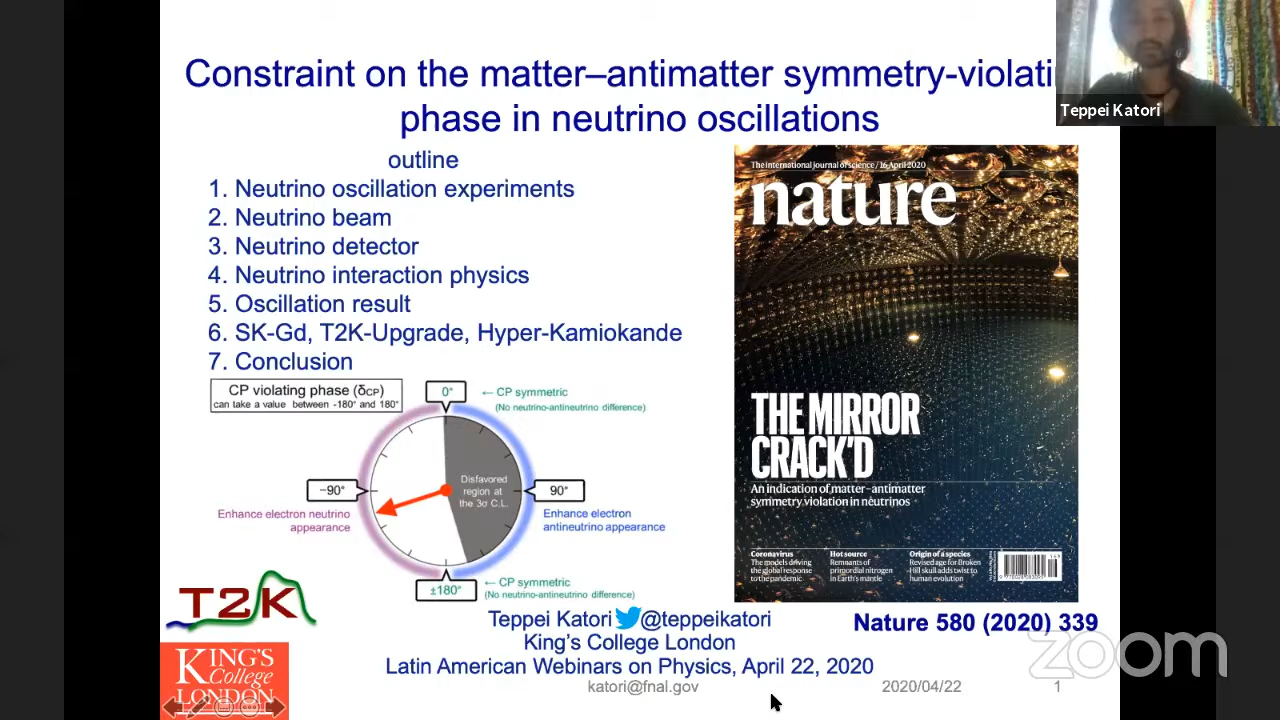 Constraint on the matter–antimatter symmetry-violati
phase in neutrino oscillations
Teppei Katori
outline
1. Neutrino oscillation experiments
2. Neutrino beam
3. Neutrino detector
4. Neutrino interaction physics
5. Oscillation result
6. SK-Gd, T2K-Upgrade, Hyper-Kamiokande
7. Conclusion
CP violating phase (δCP)
can take a value between -180° and 180°
0°
← CP symmetric
(No neutrino-antineutrino difference)
Disfavored
region at
the 3σ C.L.
−90°
90°
Enhance electron neutrino
appearance
Enhance electron
antineutrino appearance
±180°
← CP symmetric
(No neutrino-antineutrino difference)
The international journal of science / 16 April 2020
nature
THE MIRROR
CRACK'D
An indication of matter–antimatter
symmetry violation in neutrinos
Coronavirus
The models driving
the global response
to the pandemic
Hot source
Remnants of
primordial nitrogen
in Earth's mantle
Origin of a species
Revised age for Broken
Hill skull adds twist to
human evolution
T2K
KING'S
College
LONDON
Teppei Katori @teppeikatori
King's College London
Latin American Webinars on Physics, April 22, 2020
Nature 580 (2020) 339
katori@fnal.gov
2020/04/22
1
zoom